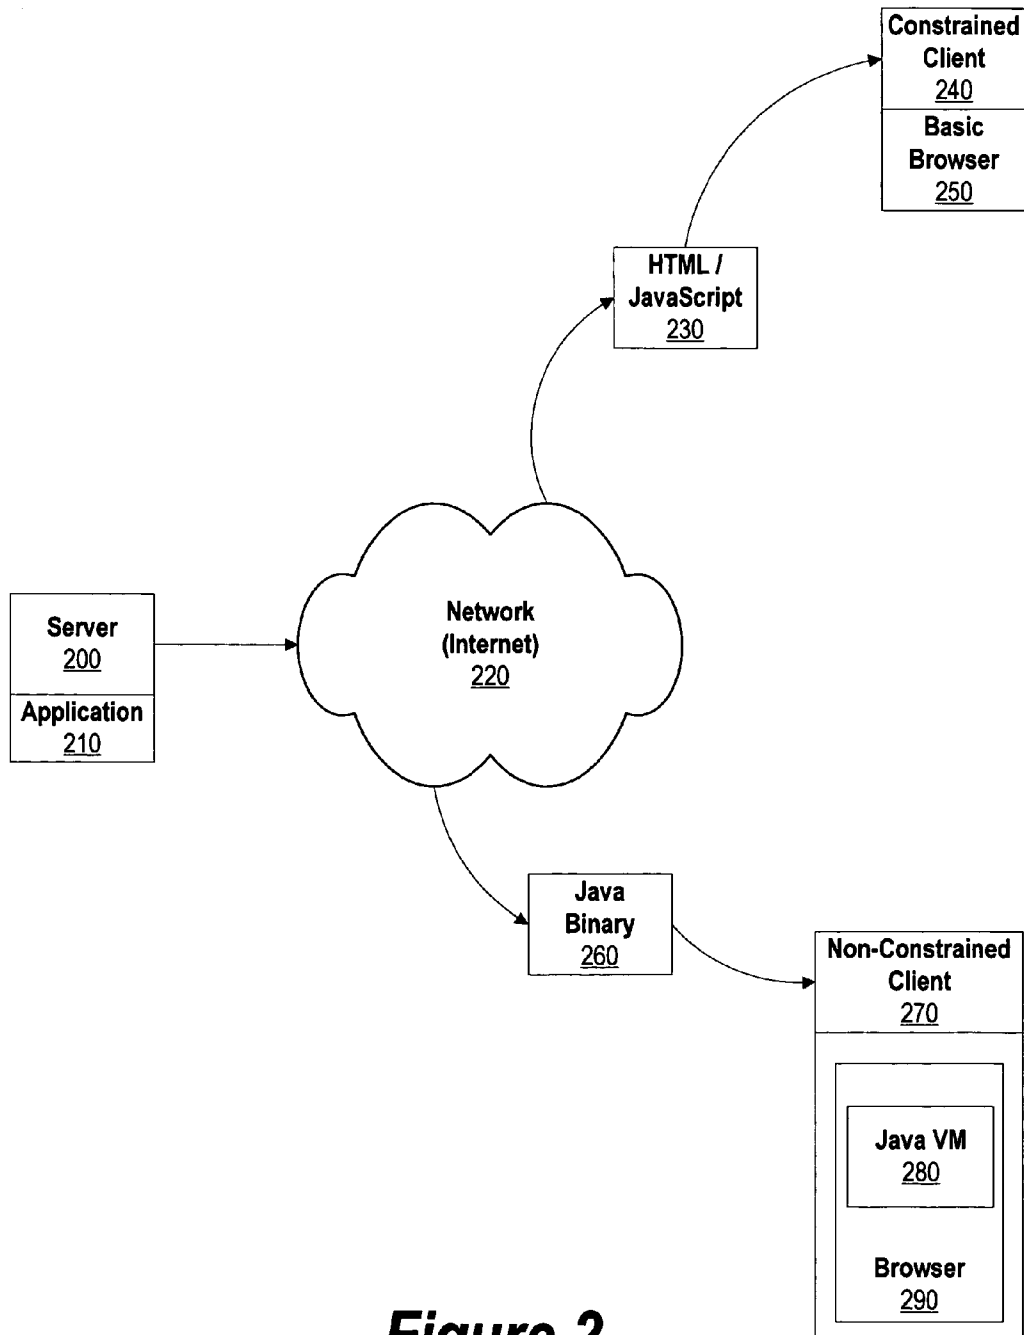 Constrained
Client
240
Basic
Browser
250
HTML /
JavaScript
230
Network
(Internet)
220
Server
200
Application
210
Java
Binary
260
Non-Constrained
Client
270
Java VM
280
Browser
290
Figure 2